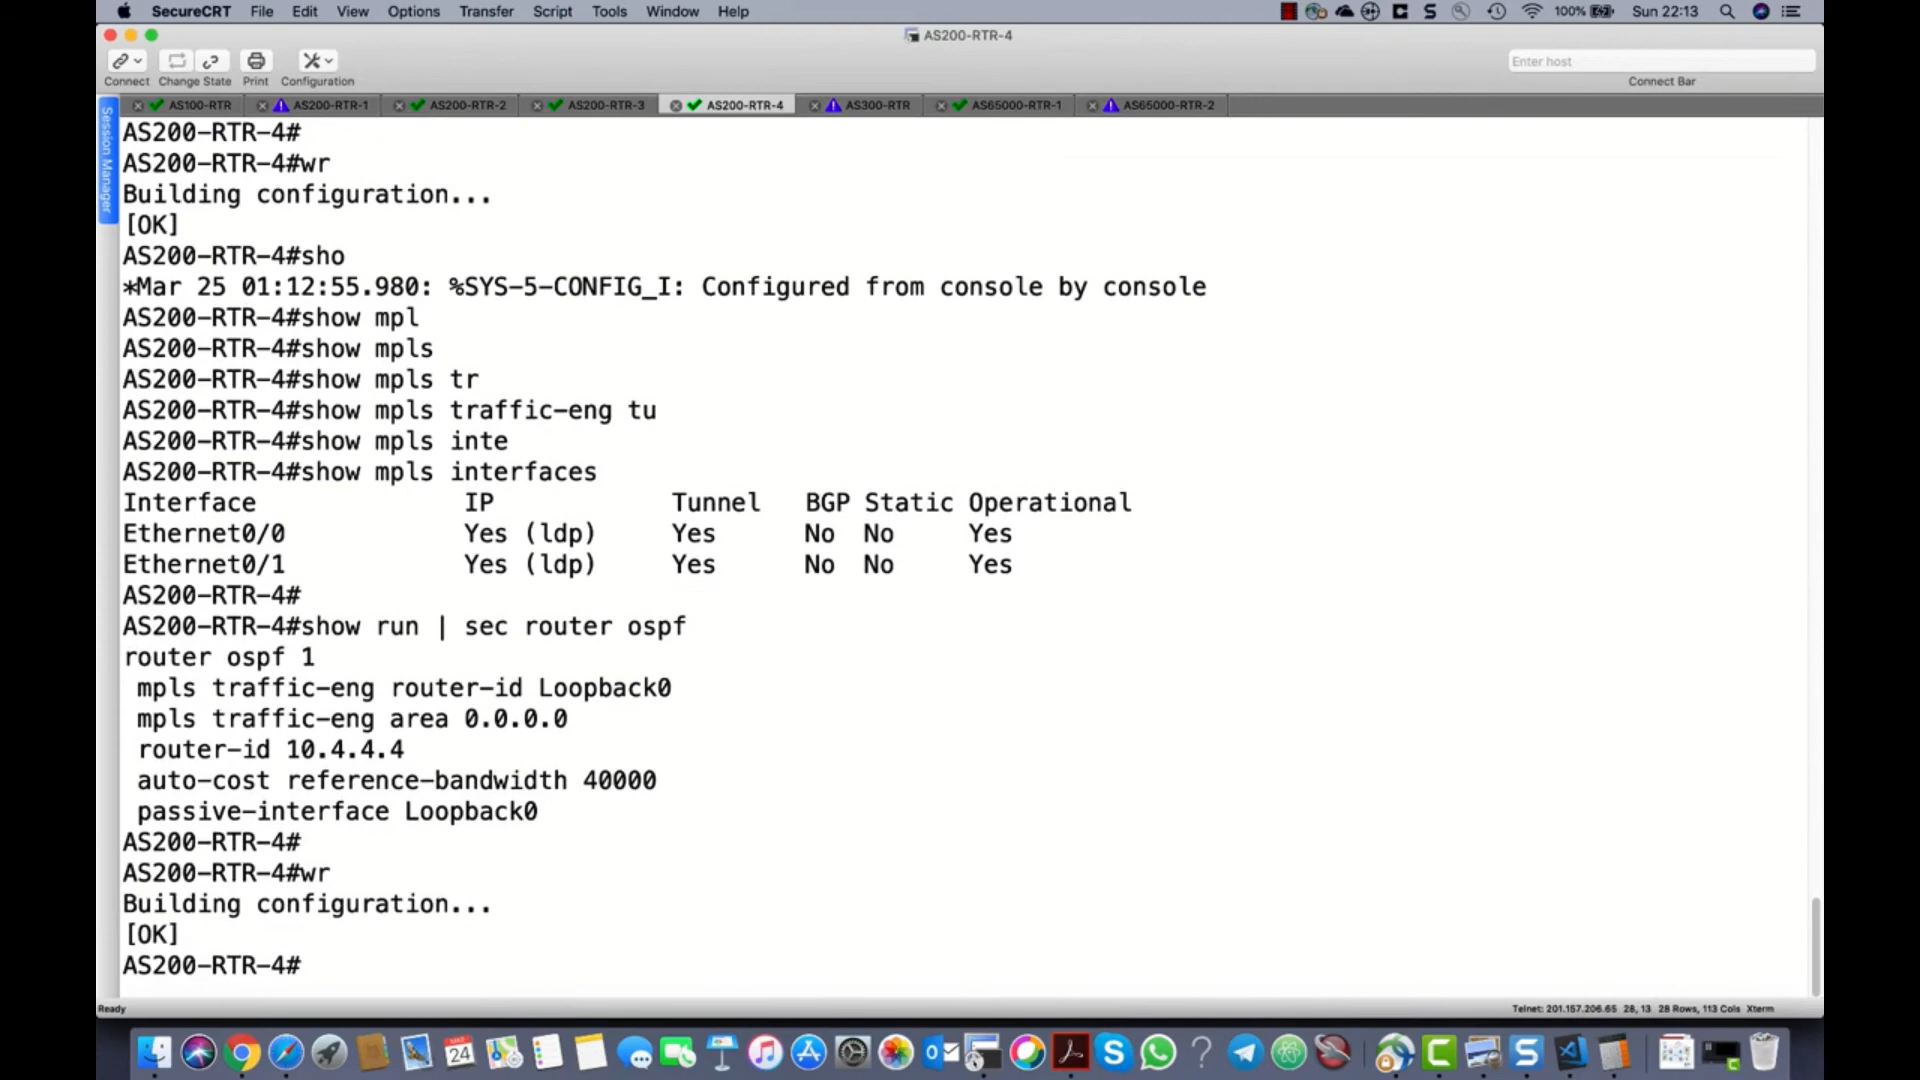 SecureCRT File Edit View Options Transfer Script Tools Window Help 100% Sun 22:13
AS200-RTR-4
Enter host
Connect Change State Print Configuration Connect Bar
AS100-RTR AS200-RTR-1 AS200-RTR-2 AS200-RTR-3 AS200-RTR-4 AS300-RTR AS65000-RTR-1 AS65000-RTR-2
Session Manager
AS200-RTR-4#
AS200-RTR-4#wr
Building configuration...
[OK]
AS200-RTR-4#sho
*Mar 25 01:12:55.980: %SYS-5-CONFIG_I: Configured from console by console
AS200-RTR-4#show mpl
AS200-RTR-4#show mpls
AS200-RTR-4#show mpls tr
AS200-RTR-4#show mpls traffic-eng tu
AS200-RTR-4#show mpls inte
AS200-RTR-4#show mpls interfaces
Interface IP Tunnel BGP Static Operational
Ethernet0/0 Yes (ldp) Yes No No Yes
Ethernet0/1 Yes (ldp) Yes No No Yes
AS200-RTR-4#
AS200-RTR-4#show run | sec router ospf
router ospf 1
mpls traffic-eng router-id Loopback0
mpls traffic-eng area 0.0.0.0
router-id 10.4.4.4
auto-cost reference-bandwidth 40000
passive-interface Loopback0
AS200-RTR-4#
AS200-RTR-4#wr
Building configuration...
[OK]
AS200-RTR-4#
Ready Telnet: 201.157.206.65 28, 13 28 Rows, 113 Cols Xterm
24